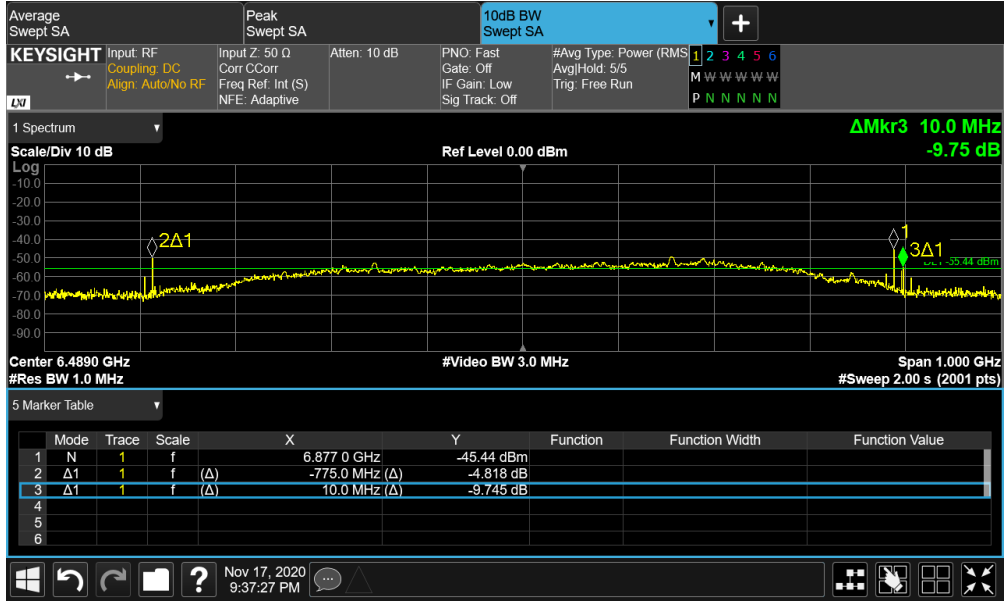 Average
Swept SA
Peak
Swept SA
10dB BW
Swept SA
KEYSIGHT
Input: RF
Coupling: DC
Align: Auto/No RF
Input Z: 50 Ω
Corr CCorr
Freq Ref: Int (S)
NFE: Adaptive
Atten: 10 dB
PNO: Fast
Gate: Off
IF Gain: Low
Sig Track: Off
#Avg Type: Power (RMS
Avg|Hold: 5/5
Trig: Free Run
1 2 3 4 5 6
M W W W W W
P N N N N N
LXI
1 Spectrum
ΔMkr3 10.0 MHz
-9.75 dB
Scale/Div 10 dB
Ref Level 0.00 dBm
Log
-10.0
-20.0
-30.0
-40.0
-50.0
-60.0
-70.0
-80.0
-90.0
2Δ1
1
3Δ1
-55.44 dBm
Center 6.4890 GHz
#Video BW 3.0 MHz
Span 1.000 GHz
#Res BW 1.0 MHz
#Sweep 2.00 s (2001 pts)
5 Marker Table
Mode Trace Scale X Y Function Function Width Function Value
1 N 1 f 6.877 0 GHz -45.44 dBm
2 Δ1 1 f (Δ) -775.0 MHz (Δ) -4.818 dB
3 Δ1 1 f (Δ) 10.0 MHz (Δ) -9.745 dB
4
5
6
Nov 17, 2020
9:37:27 PM